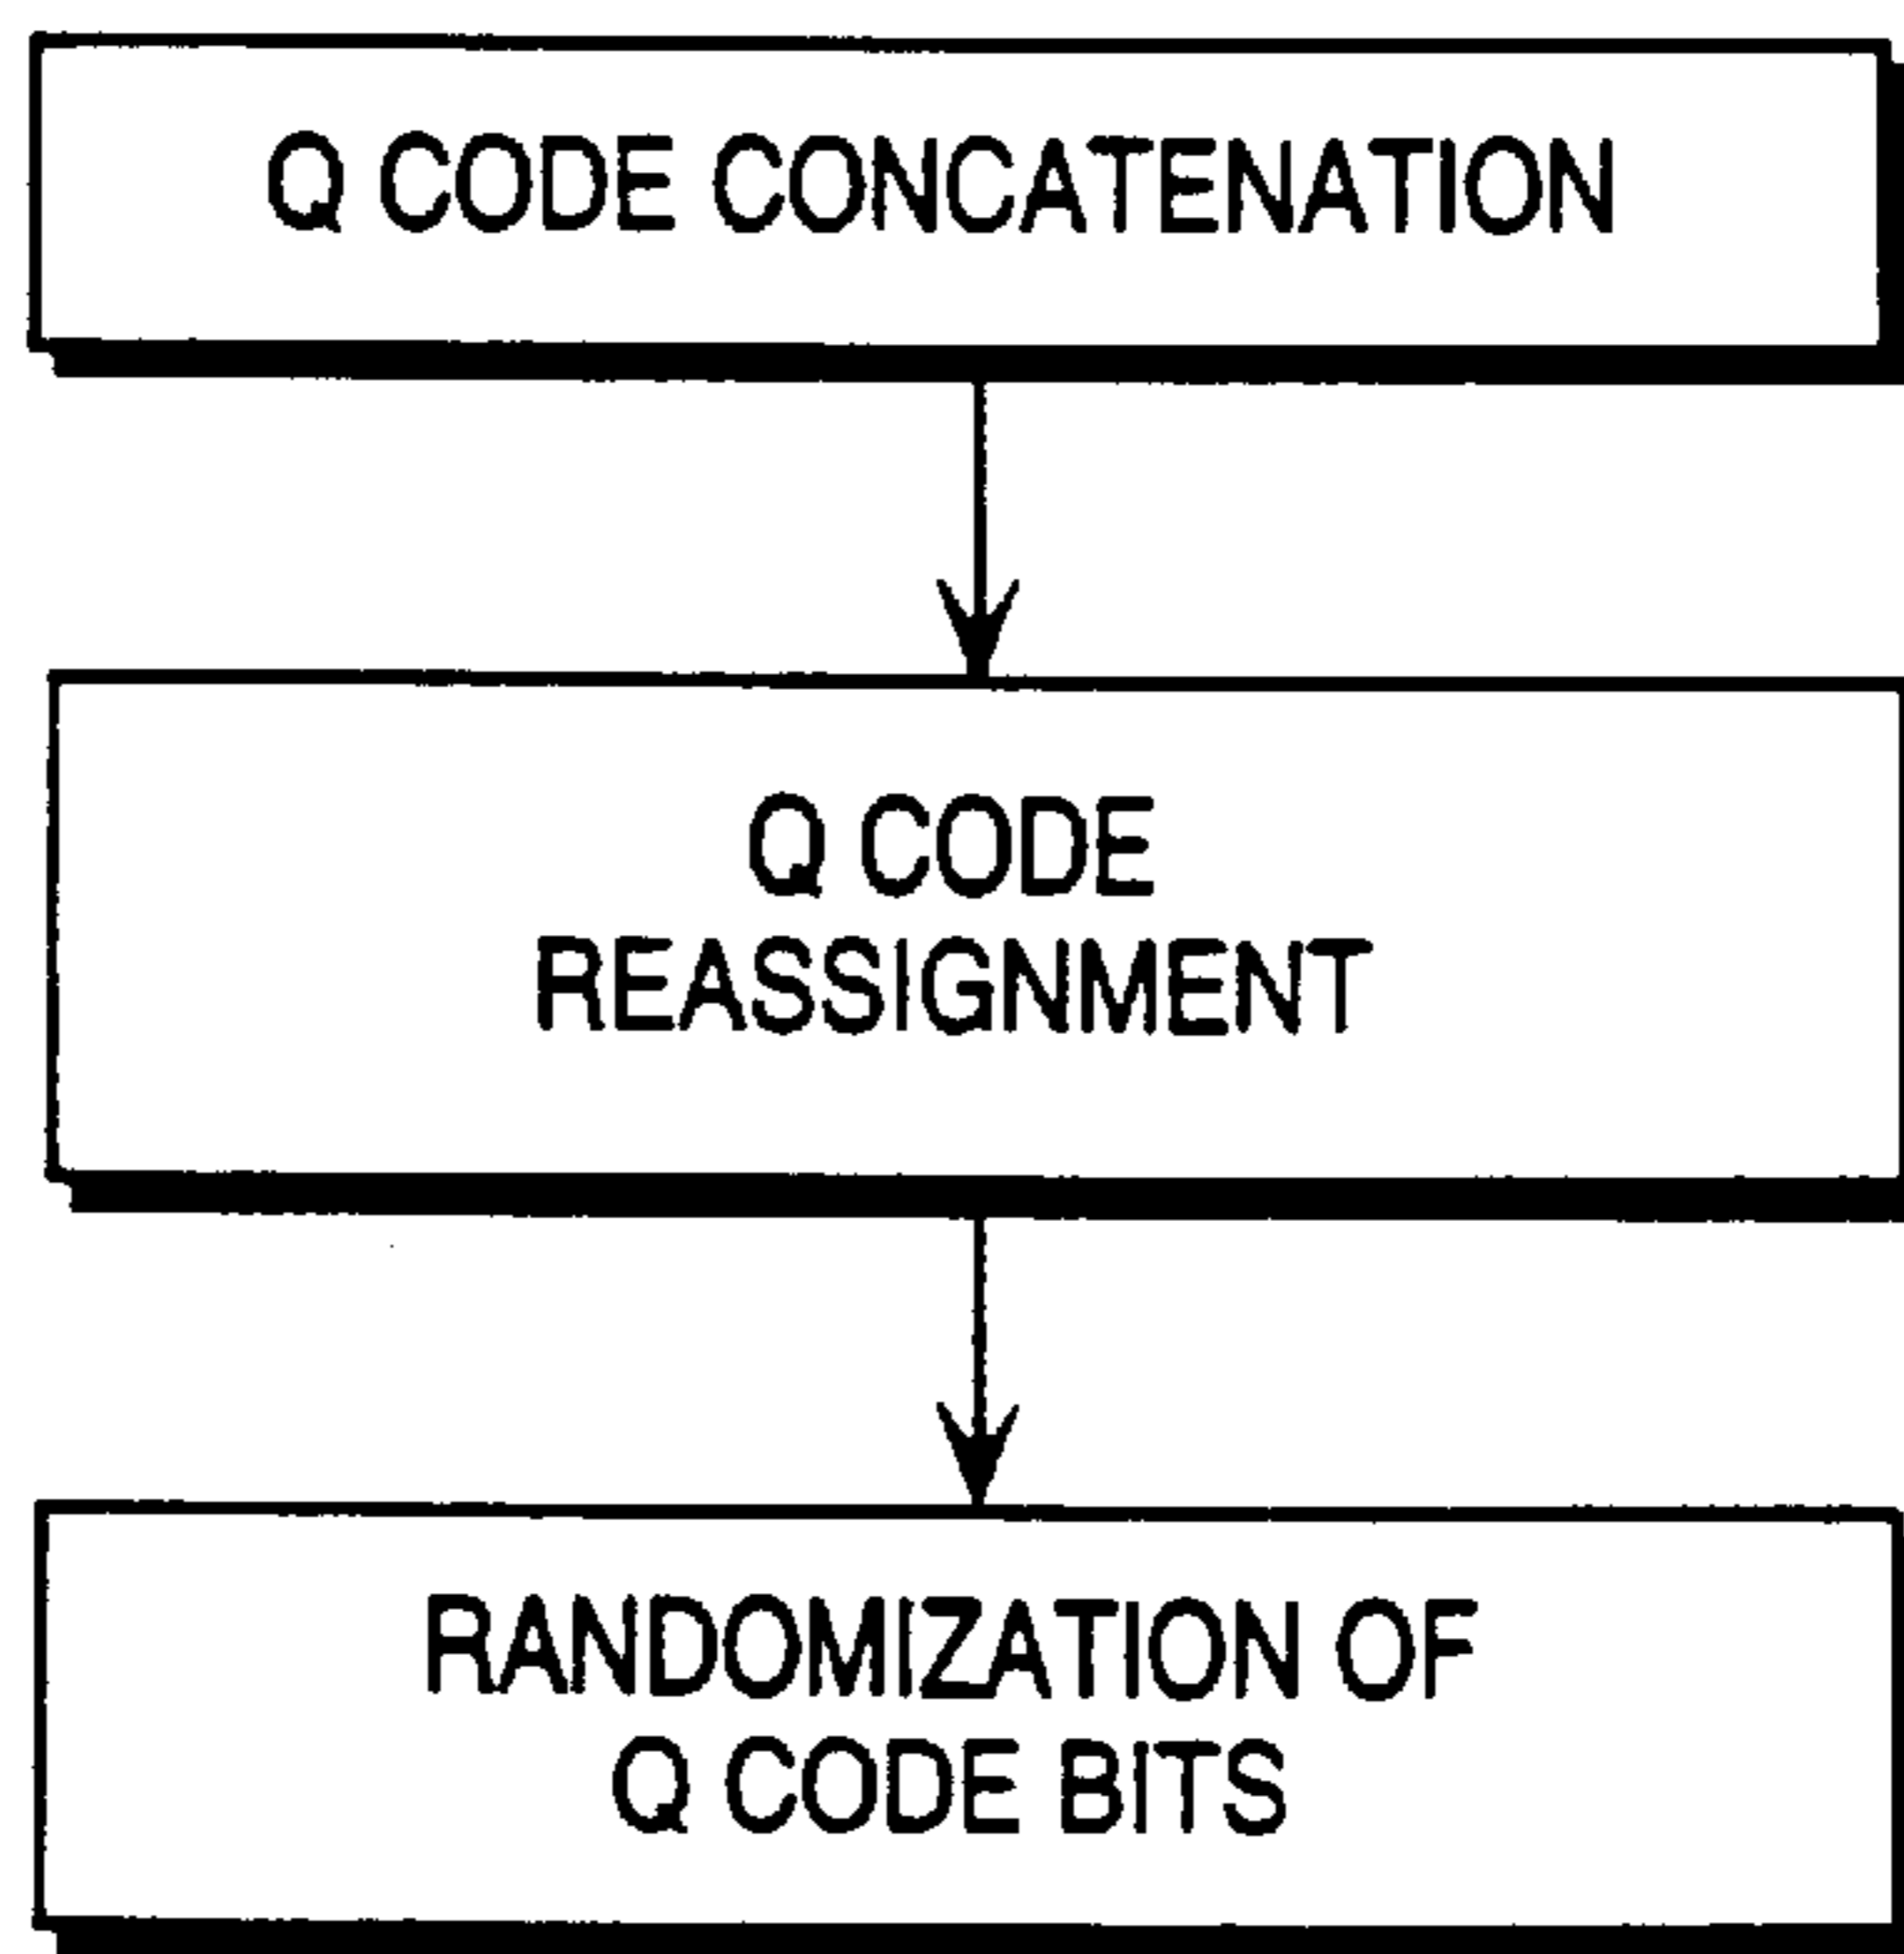 Q CODE CONCATENATION
Q CODE
REASSIGNMENT
RANDOMIZATION OF
Q CODE BITS